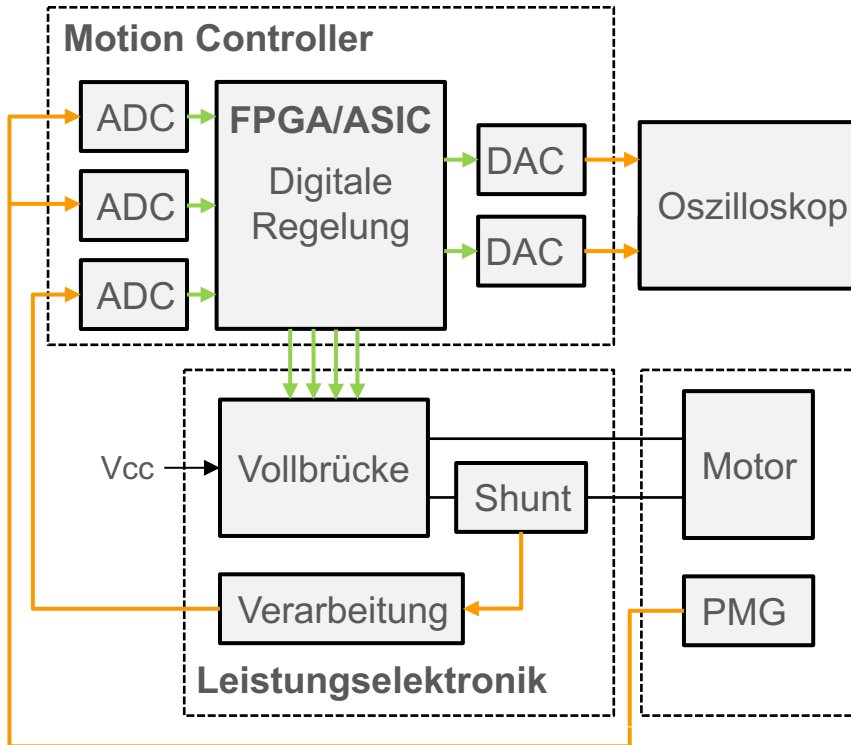 Motion Controller
ADC
ADC
ADC
FPGA/ASIC
Digitale
Regelung
DAC
DAC
Oszilloskop
Vcc
Vollbrücke
Shunt
Motor
Verarbeitung
PMG
Leistungselektronik